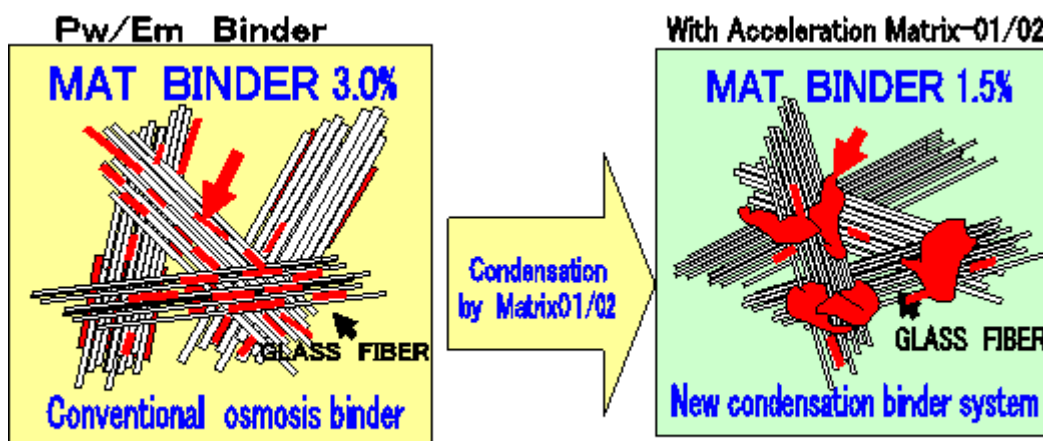 Pw/Em Binder
MAT BINDER 3.0%
GLASS FIBER
Conventional osmosis binder
Condensation
by Matrix01/02
With Acceleration Matrix-01/02
MAT BINDER 1.5%
GLASS FIBER
New condensation binder system